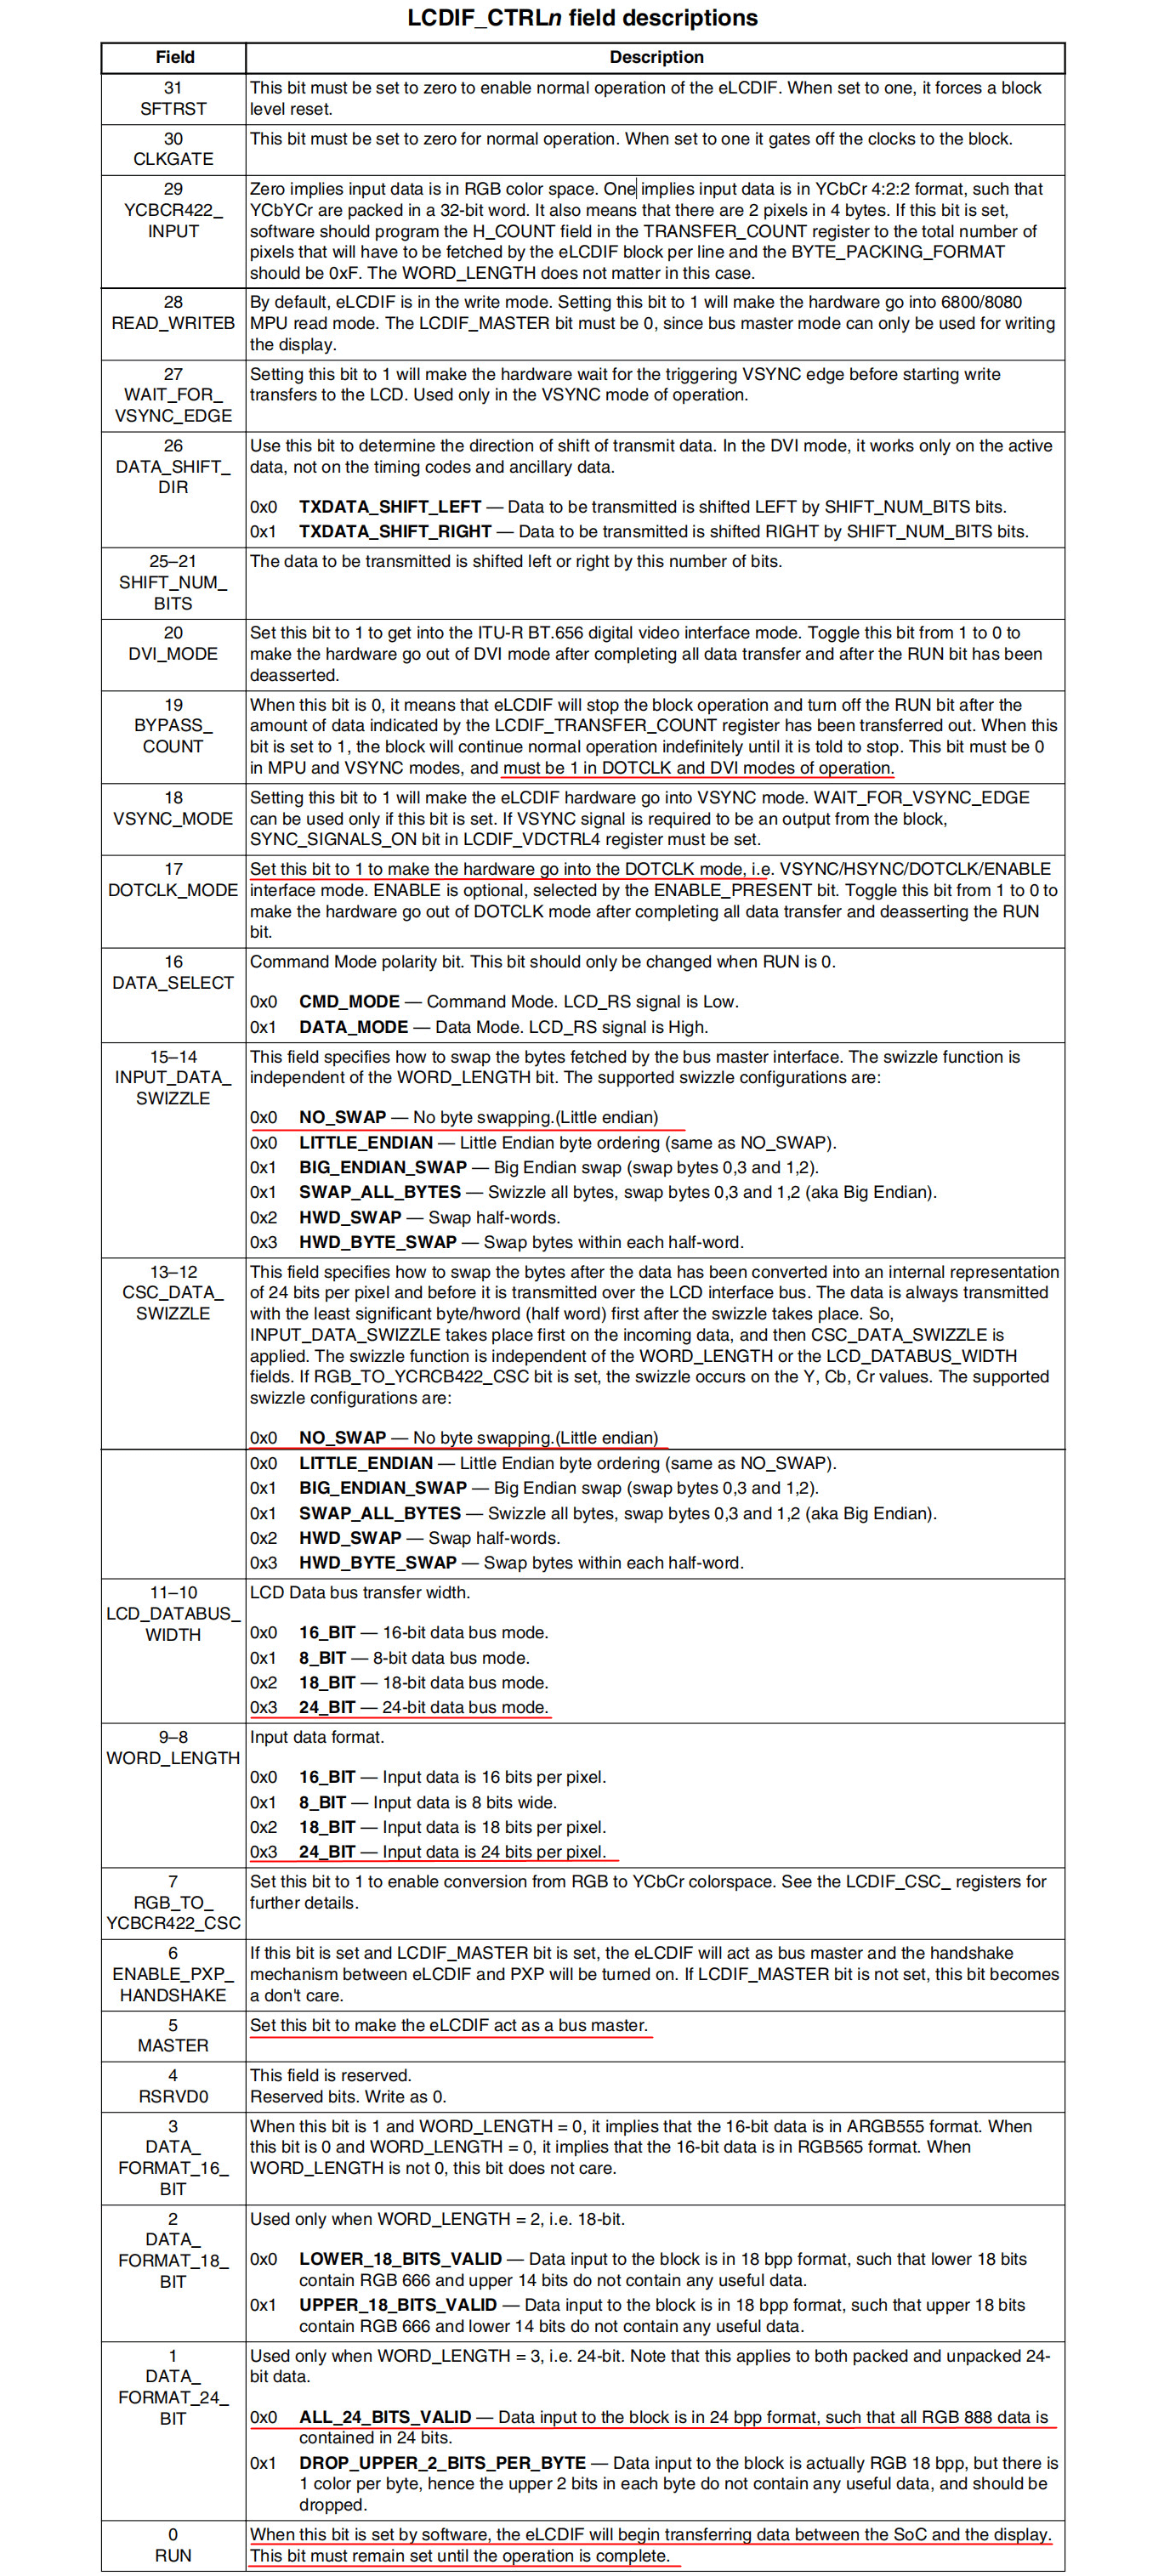 LCDIF_CTRLn field descriptions
Field Description
31 This bit must be set to zero to enable normal operation of the eLCDIF. When set to one, it forces a block
SFTRST level reset.
30 This bit must be set to zero for normal operation. When set to one it gates off the clocks to the block.
CLKGATE
29 Zero implies input data is in RGB color space. One implies input data is in YCbCr 4:2:2 format, such that
YCBCR422_ YCbYCr are packed in a 32-bit word. It also means that there are 2 pixels in 4 bytes. If this bit is set,
INPUT software should program the H_COUNT field in the TRANSFER_COUNT register to the total number of
pixels that will have to be fetched by the eLCDIF block per line and the BYTE_PACKING_FORMAT
should be 0xF. The WORD_LENGTH does not matter in this case.
28 By default, eLCDIF is in the write mode. Setting this bit to 1 will make the hardware go into 6800/8080
READ_WRITEB MPU read mode. The LCDIF_MASTER bit must be 0, since bus master mode can only be used for writing
the display.
27 Setting this bit to 1 will make the hardware wait for the triggering VSYNC edge before starting write
WAIT_FOR_ transfers to the LCD. Used only in the VSYNC mode of operation.
VSYNC_EDGE
26 Use this bit to determine the direction of shift of transmit data. In the DVI mode, it works only on the active
DATA_SHIFT_ data, not on the timing codes and ancillary data.
DIR
0x0 TXDATA_SHIFT_LEFT — Data to be transmitted is shifted LEFT by SHIFT_NUM_BITS bits.
0x1 TXDATA_SHIFT_RIGHT — Data to be transmitted is shifted RIGHT by SHIFT_NUM_BITS bits.
25–21 The data to be transmitted is shifted left or right by this number of bits.
SHIFT_NUM_
BITS
20 Set this bit to 1 to get into the ITU-R BT.656 digital video interface mode. Toggle this bit from 1 to 0 to
DVI_MODE make the hardware go out of DVI mode after completing all data transfer and after the RUN bit has been
deasserted.
19 When this bit is 0, it means that eLCDIF will stop the block operation and turn off the RUN bit after the
BYPASS_ amount of data indicated by the LCDIF_TRANSFER_COUNT register has been transferred out. When this
COUNT bit is set to 1, the block will continue normal operation indefinitely until it is told to stop. This bit must be 0
in MPU and VSYNC modes, and must be 1 in DOTCLK and DVI modes of operation.
18 Setting this bit to 1 will make the eLCDIF hardware go into VSYNC mode. WAIT_FOR_VSYNC_EDGE
VSYNC_MODE can be used only if this bit is set. If VSYNC signal is required to be an output from the block,
SYNC_SIGNALS_ON bit in LCDIF_VDCTRL4 register must be set.
17 Set this bit to 1 to make the hardware go into the DOTCLK mode, i.e. VSYNC/HSYNC/DOTCLK/ENABLE
DOTCLK_MODE interface mode. ENABLE is optional, selected by the ENABLE_PRESENT bit. Toggle this bit from 1 to 0 to
make the hardware go out of DOTCLK mode after completing all data transfer and deasserting the RUN
bit.
16 Command Mode polarity bit. This bit should only be changed when RUN is 0.
DATA_SELECT
0x0 CMD_MODE — Command Mode. LCD_RS signal is Low.
0x1 DATA_MODE — Data Mode. LCD_RS signal is High.
15–14 This field specifies how to swap the bytes fetched by the bus master interface. The swizzle function is
INPUT_DATA_ independent of the WORD_LENGTH bit. The supported swizzle configurations are:
SWIZZLE
0x0 NO_SWAP — No byte swapping.(Little endian)
0x0 LITTLE_ENDIAN — Little Endian byte ordering (same as NO_SWAP).
0x1 BIG_ENDIAN_SWAP — Big Endian swap (swap bytes 0,3 and 1,2).
0x1 SWAP_ALL_BYTES — Swizzle all bytes, swap bytes 0,3 and 1,2 (aka Big Endian).
0x2 HWD_SWAP — Swap half-words.
0x3 HWD_BYTE_SWAP — Swap bytes within each half-word.
13–12 This field specifies how to swap the bytes after the data has been converted into an internal representation
CSC_DATA_ of 24 bits per pixel and before it is transmitted over the LCD interface bus. The data is always transmitted
SWIZZLE with the least significant byte/hword (half word) first after the swizzle takes place. So,
INPUT_DATA_SWIZZLE takes place first on the incoming data, and then CSC_DATA_SWIZZLE is
applied. The swizzle function is independent of the WORD_LENGTH or the LCD_DATABUS_WIDTH
fields. If RGB_TO_YCRCB422_CSC bit is set, the swizzle occurs on the Y, Cb, Cr values. The supported
swizzle configurations are:
0x0 NO_SWAP — No byte swapping.(Little endian)
0x0 LITTLE_ENDIAN — Little Endian byte ordering (same as NO_SWAP).
0x1 BIG_ENDIAN_SWAP — Big Endian swap (swap bytes 0,3 and 1,2).
0x1 SWAP_ALL_BYTES — Swizzle all bytes, swap bytes 0,3 and 1,2 (aka Big Endian).
0x2 HWD_SWAP — Swap half-words.
0x3 HWD_BYTE_SWAP — Swap bytes within each half-word.
11–10 LCD Data bus transfer width.
LCD_DATABUS_
WIDTH
0x0 16_BIT — 16-bit data bus mode.
0x1 8_BIT — 8-bit data bus mode.
0x2 18_BIT — 18-bit data bus mode.
0x3 24_BIT — 24-bit data bus mode.
9–8 Input data format.
WORD_LENGTH
0x0 16_BIT — Input data is 16 bits per pixel.
0x1 8_BIT — Input data is 8 bits wide.
0x2 18_BIT — Input data is 18 bits per pixel.
0x3 24_BIT — Input data is 24 bits per pixel.
7 Set this bit to 1 to enable conversion from RGB to YCbCr colorspace. See the LCDIF_CSC_ registers for
RGB_TO_ further details.
YCBCR422_CSC
6 If this bit is set and LCDIF_MASTER bit is set, the eLCDIF will act as bus master and the handshake
ENABLE_PXP_ mechanism between eLCDIF and PXP will be turned on. If LCDIF_MASTER bit is not set, this bit becomes
HANDSHAKE a don't care.
5 Set this bit to make the eLCDIF act as a bus master.
MASTER
4 This field is reserved.
RSRVD0 Reserved bits. Write as 0.
3 When this bit is 1 and WORD_LENGTH = 0, it implies that the 16-bit data is in ARGB555 format. When
DATA_ this bit is 0 and WORD_LENGTH = 0, it implies that the 16-bit data is in RGB565 format. When
FORMAT_16_ WORD_LENGTH is not 0, this bit does not care.
BIT
2 Used only when WORD_LENGTH = 2, i.e. 18-bit.
DATA_
FORMAT_18_ 0x0 LOWER_18_BITS_VALID — Data input to the block is in 18 bpp format, such that lower 18 bits
BIT contain RGB 666 and upper 14 bits do not contain any useful data.
0x1 UPPER_18_BITS_VALID — Data input to the block is in 18 bpp format, such that upper 18 bits
contain RGB 666 and lower 14 bits do not contain any useful data.
1 Used only when WORD_LENGTH = 3, i.e. 24-bit. Note that this applies to both packed and unpacked 24-
DATA_ bit data.
FORMAT_24_
BIT 0x0 ALL_24_BITS_VALID — Data input to the block is in 24 bpp format, such that all RGB 888 data is
contained in 24 bits.
0x1 DROP_UPPER_2_BITS_PER_BYTE — Data input to the block is actually RGB 18 bpp, but there is
1 color per byte, hence the upper 2 bits in each byte do not contain any useful data, and should be
dropped.
0 When this bit is set by software, the eLCDIF will begin transferring data between the SoC and the display.
RUN This bit must remain set until the operation is complete.